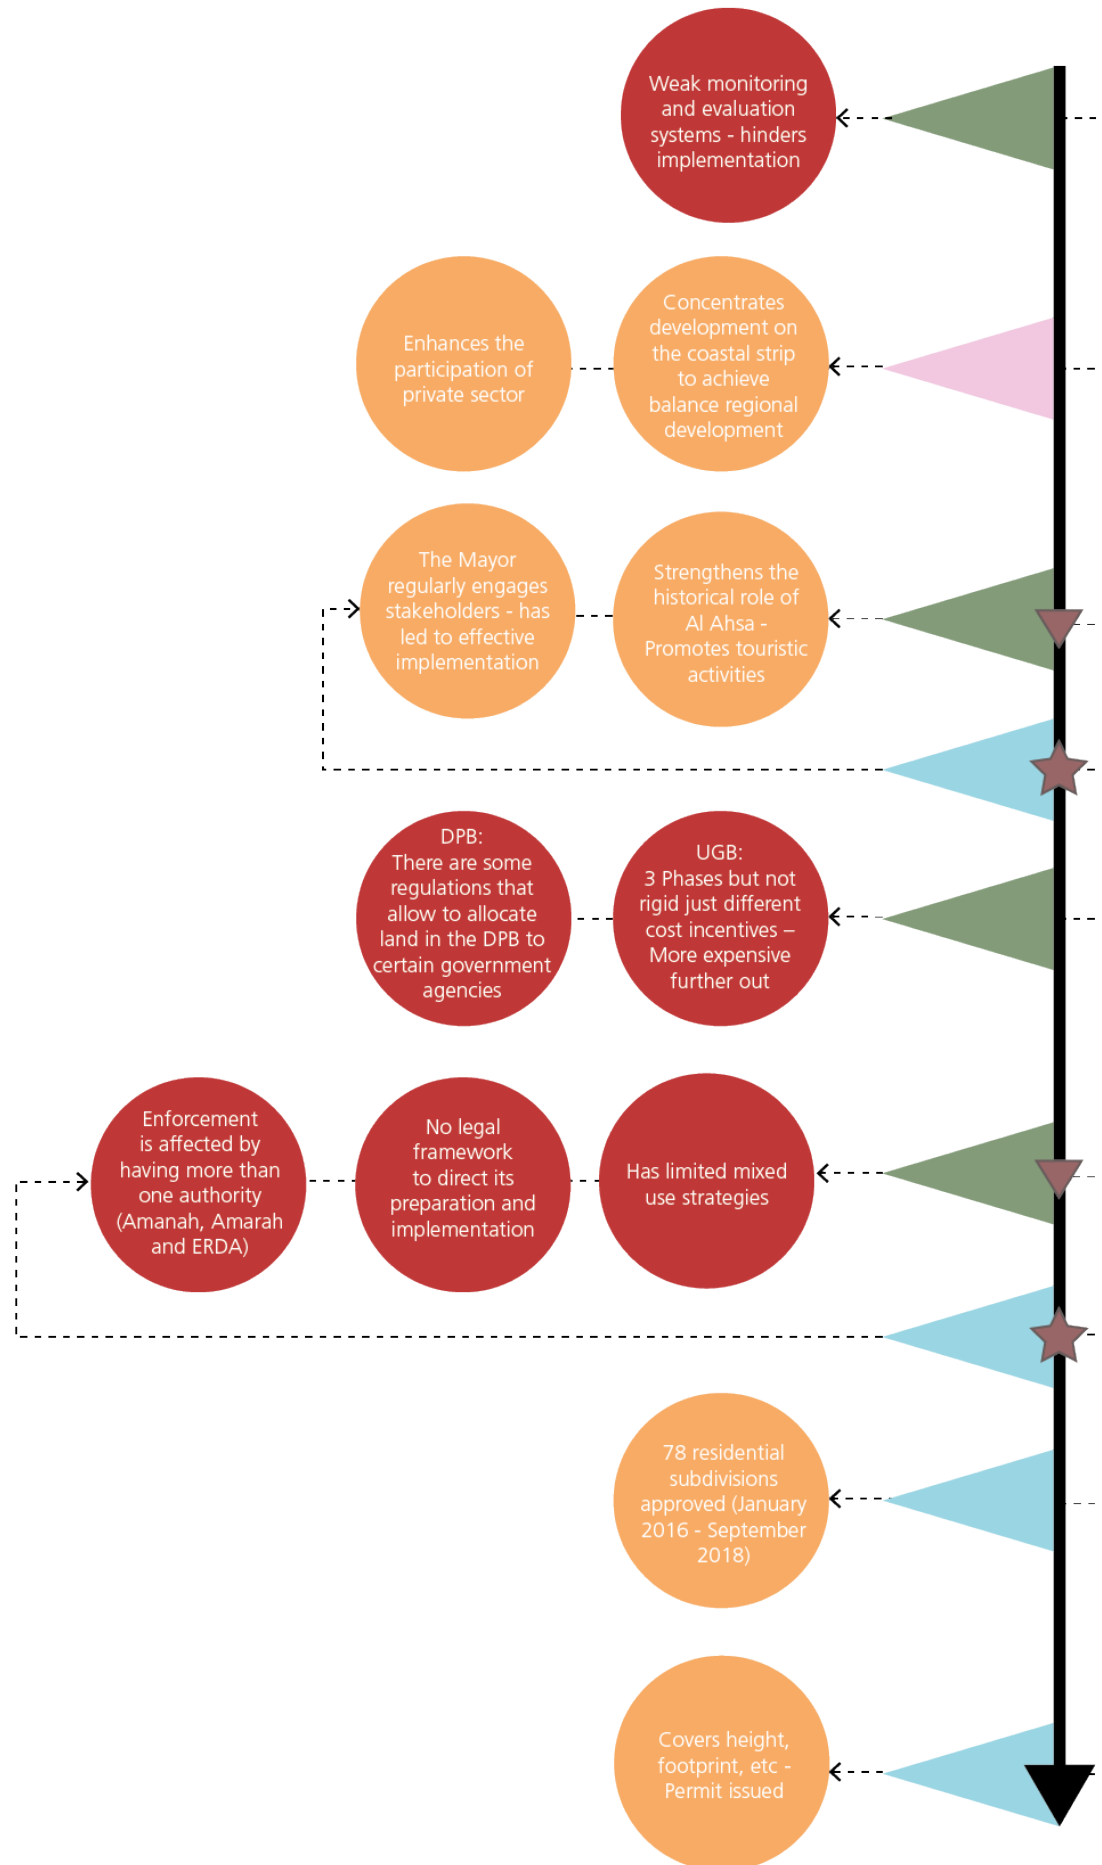 Weak monitoring
and evaluation
systems - hinders
implementation
Enhances the
participation of
private sector
Concentrates
development on
the coastal strip
to achieve
balance regional
development
The Mayor
regularly engages
stakeholders - has
led to effective
implementation
Strengthens the
historical role of
Al Ahsa -
Promotes touristic
activities
DPB:
There are some
regulations that
allow to allocate
land in the DPB to
certain government
agencies
UGB:
3 Phases but not
rigid just different
cost incentives –
More expensive
further out
Enforcement
is affected by
having more than
one authority
(Amanah, Amarah
and ERDA)
No legal
framework
to direct its
preparation and
implementation
Has limited mixed
use strategies
78 residential
subdivisions
approved (January
2016 - September
2018)
Covers height,
footprint, etc -
Permit issued